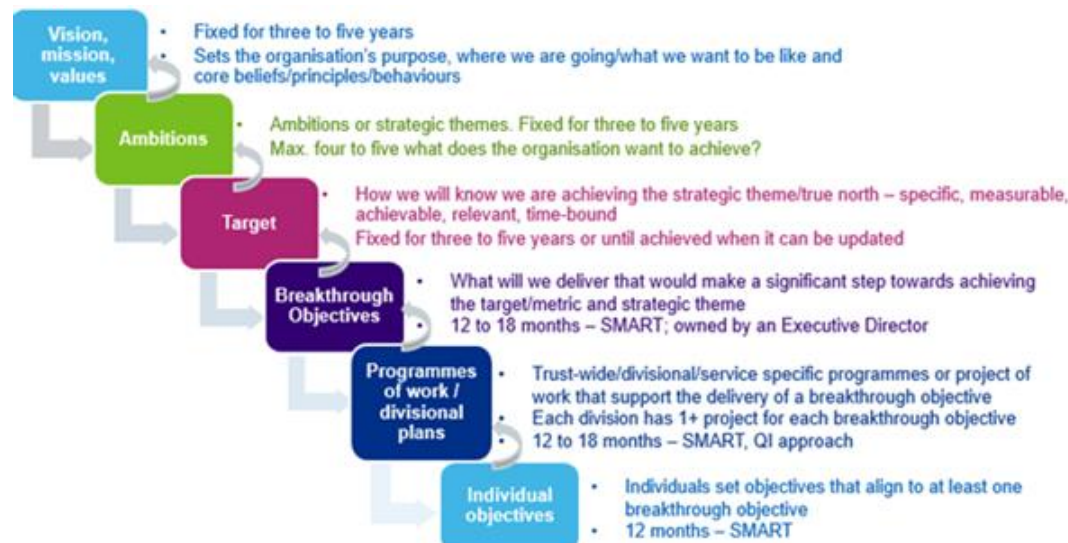 Vision,
mission,
values
• Fixed for three to five years
• Sets the organisation's purpose, where we are going/what we want to be like and
core beliefs/principles/behaviours
Ambitions
• Ambitions or strategic themes. Fixed for three to five years
• Max. four to five what does the organisation want to achieve?
Target
• How we will know we are achieving the strategic theme/true north – specific, measurable,
achievable, relevant, time-bound
• Fixed for three to five years or until achieved when it can be updated
Breakthrough
Objectives
• What will we deliver that would make a significant step towards achieving
the target/metric and strategic theme
• 12 to 18 months – SMART; owned by an Executive Director
Programmes
of work /
divisional
plans
• Trust-wide/divisional/service specific programmes or project of
work that support the delivery of a breakthrough objective
• Each division has 1+ project for each breakthrough objective
• 12 to 18 months – SMART, QI approach
Individual
objectives
• Individuals set objectives that align to at least one
breakthrough objective
• 12 months – SMART